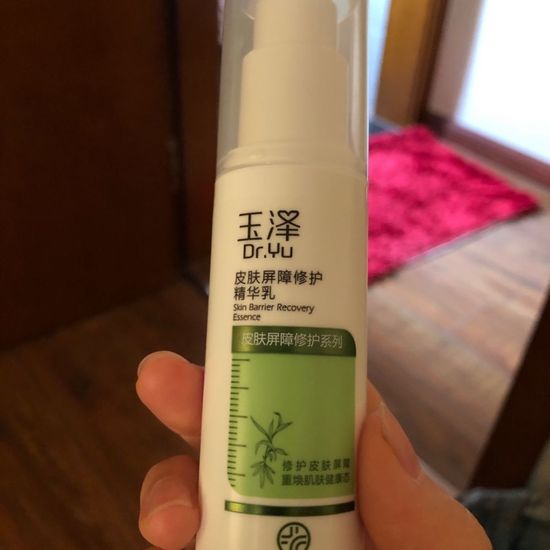 玉泽
Dr.Yu
皮肤屏障修护
精华乳
Skin Barrier Recovery
Essence
皮肤屏障修护系列
修护皮肤屏障
重焕肌肤健康态